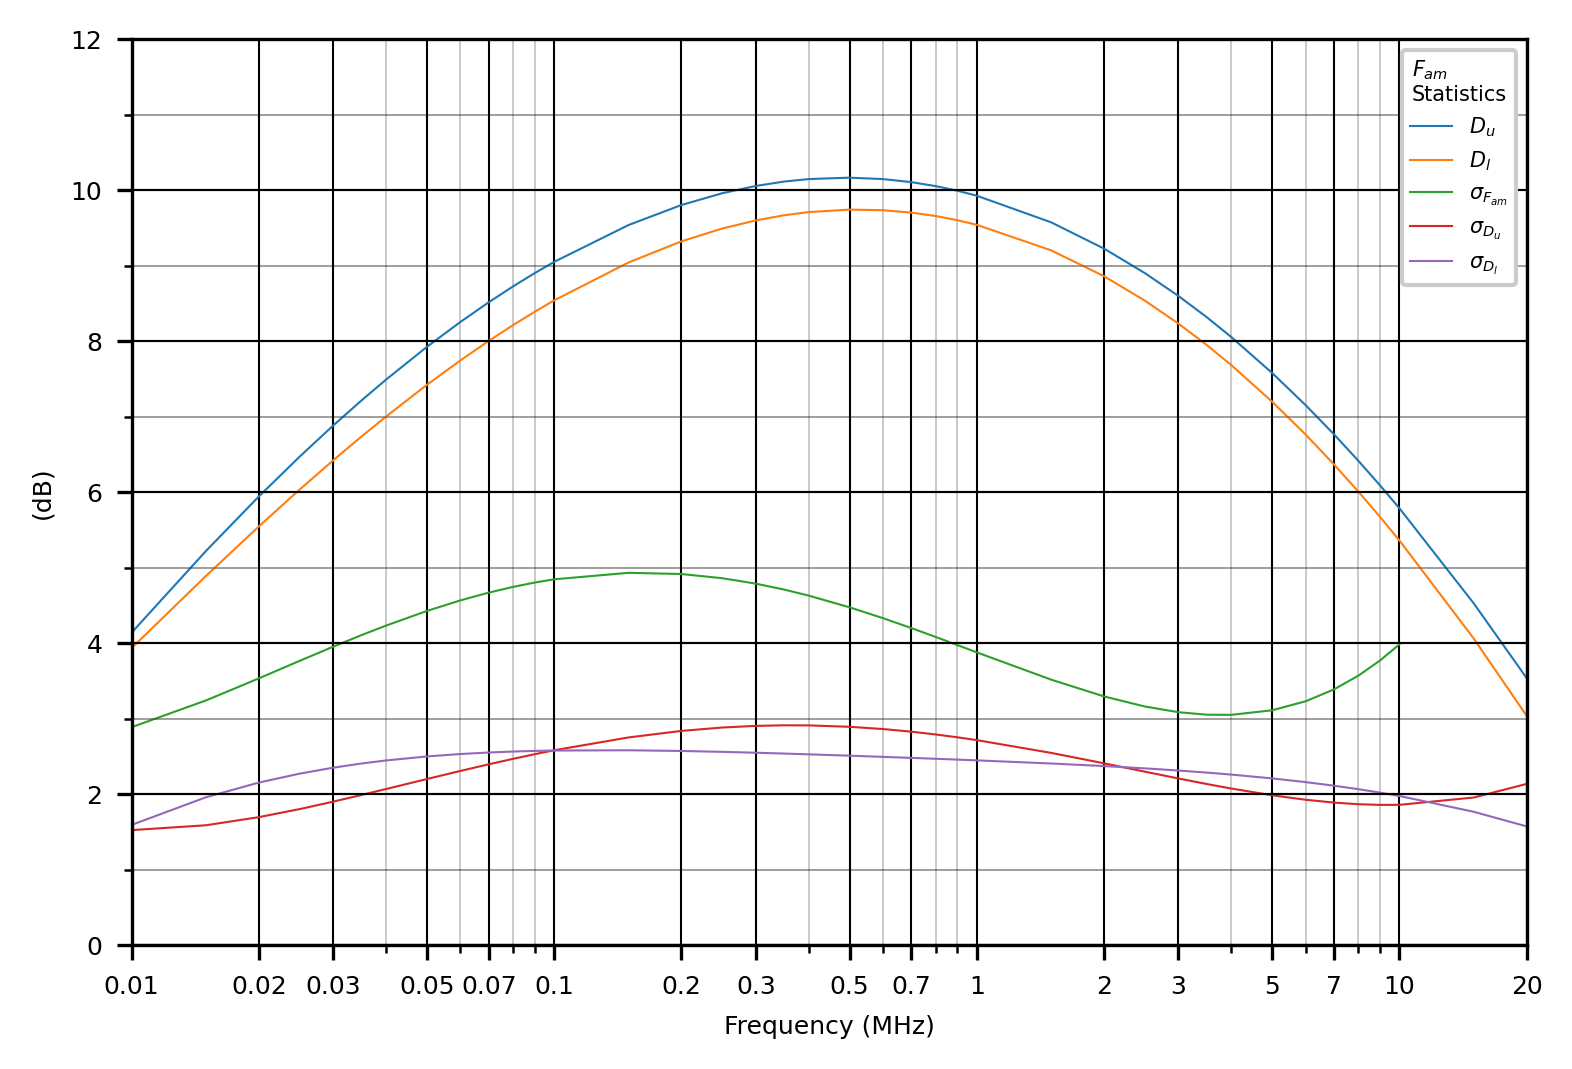 12
10
8
6
4
2
0
(dB)
F_am
Statistics
D_u
D_l
σ_F_am
σ_D_u
σ_D_l
0.01 0.02 0.03 0.05 0.07 0.1 0.2 0.3 0.5 0.7 1 2 3 5 7 10 20
Frequency (MHz)